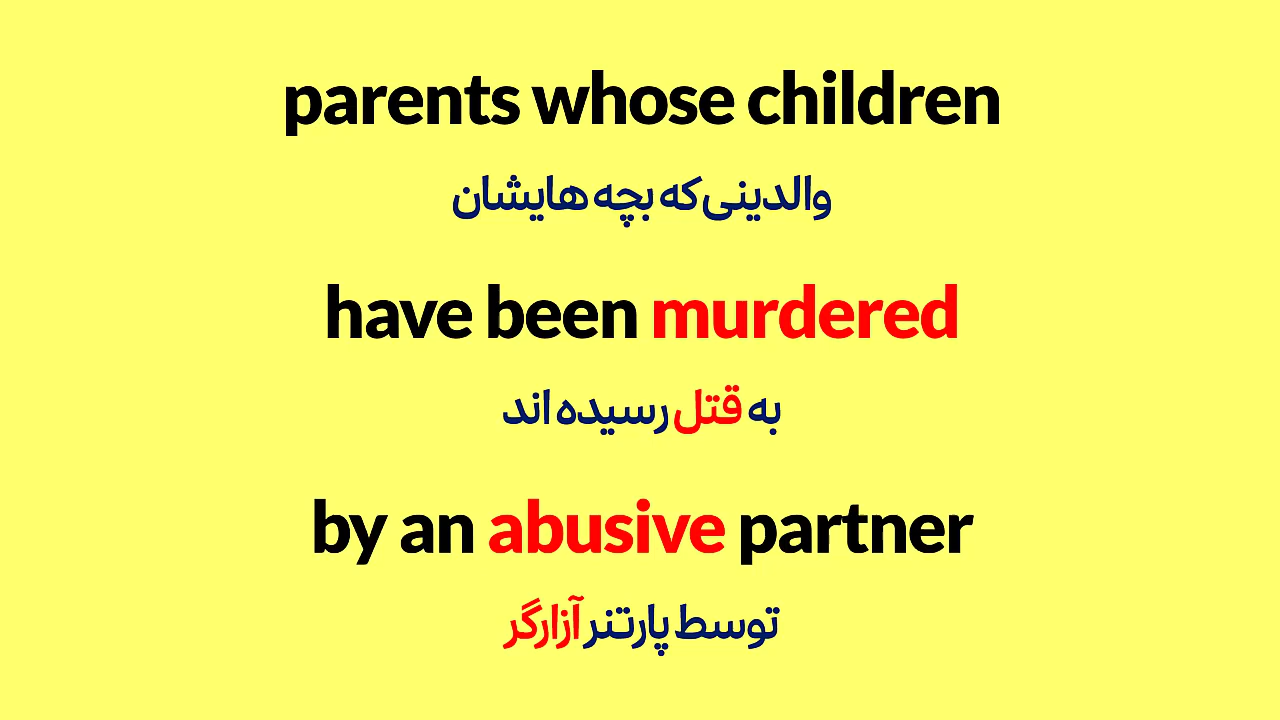 parents whose children
والدینی که بچه هایشان
have been murdered
به قتل رسیده اند
by an abusive partner
توسط پارتنر آزارگر